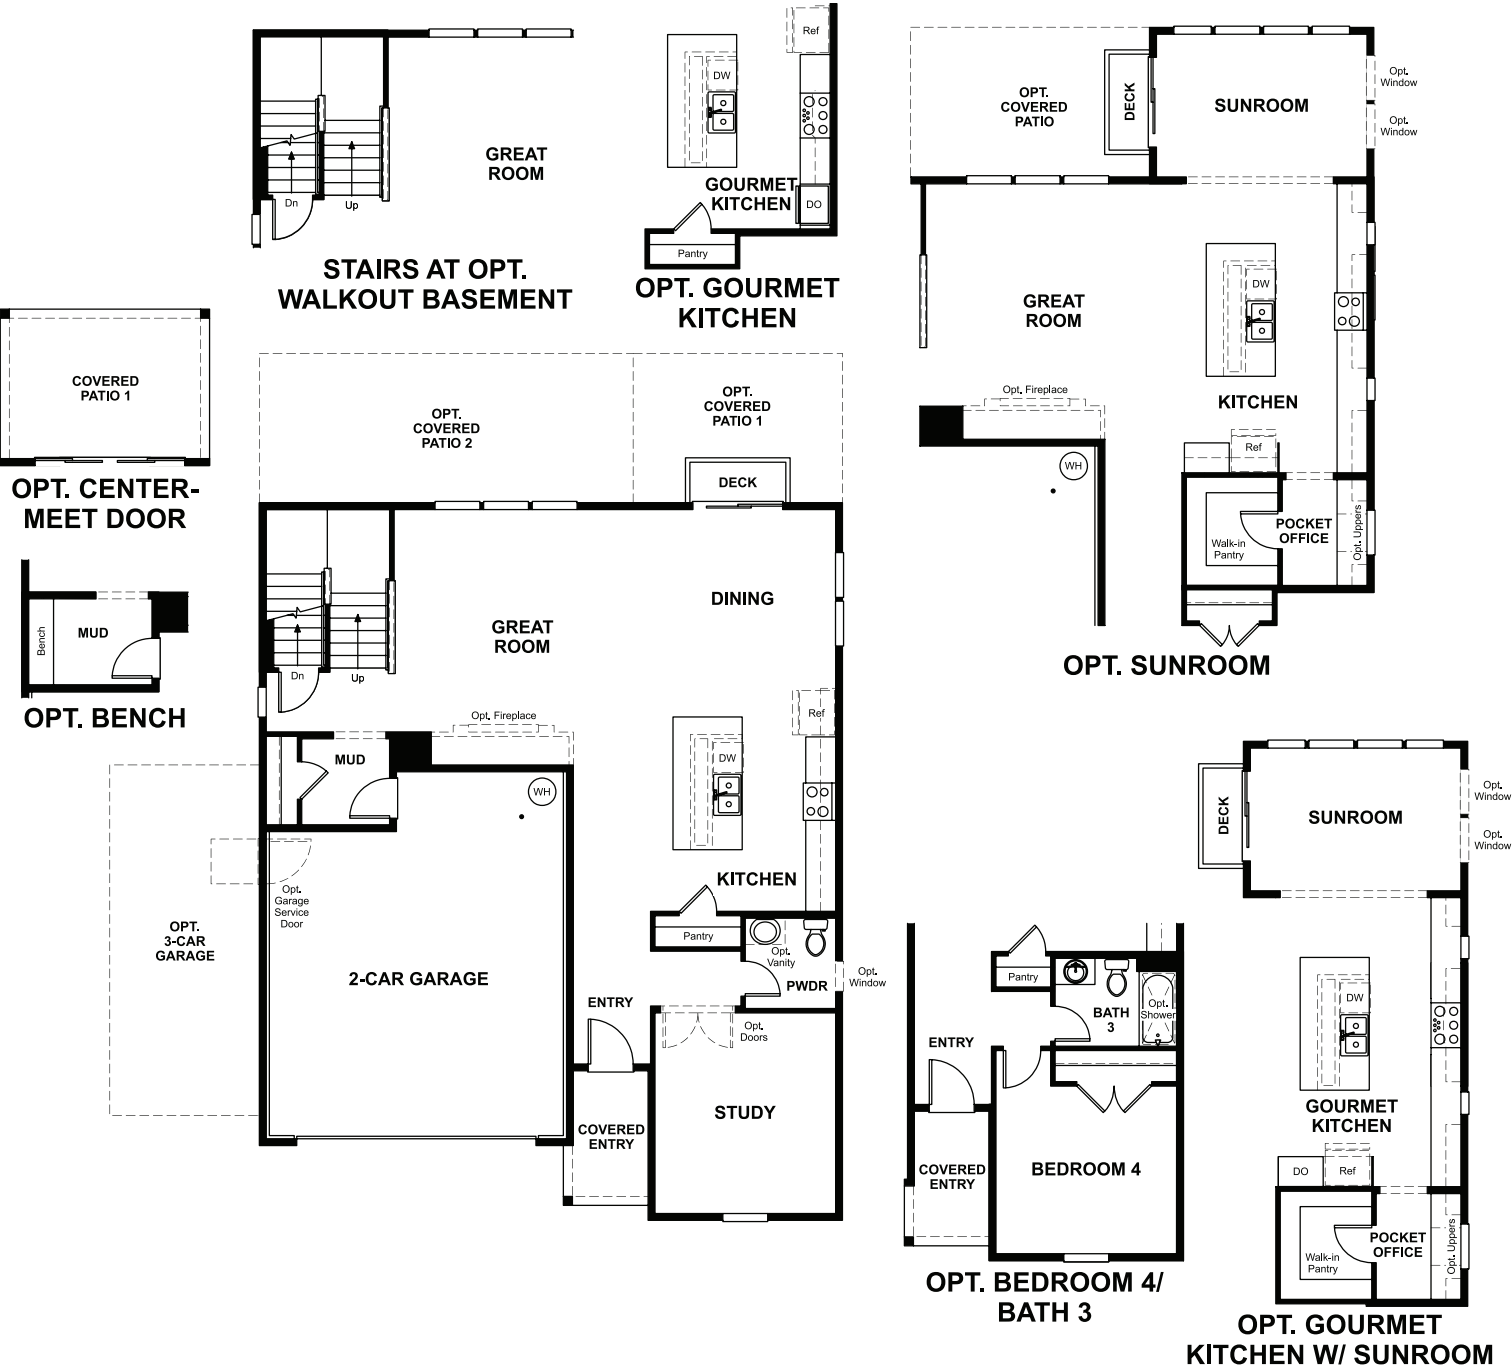 Dn
Up
GREAT
ROOM
STAIRS AT OPT.
WALKOUT BASEMENT
Ref
DW
GOURMET
KITCHEN
DO
Pantry
OPT. GOURMET
KITCHEN
OPT.
COVERED
PATIO
DECK
SUNROOM
Opt.
Window
Opt.
Window
GREAT
ROOM
DW
Opt. Fireplace
KITCHEN
Ref
WH
Walk-in
Pantry
POCKET
OFFICE
Opt. Uppers
OPT. SUNROOM
COVERED
PATIO 1
OPT. CENTER-
MEET DOOR
Bench
MUD
OPT. BENCH
OPT.
COVERED
PATIO 2
OPT.
COVERED
PATIO 1
DECK
DINING
GREAT
ROOM
Dn
Up
Opt. Fireplace
Ref
MUD
DW
WH
KITCHEN
Opt.
Garage
Service
Door
OPT.
3-CAR
GARAGE
2-CAR GARAGE
Pantry
Opt.
Vanity
PWDR
Opt.
Window
ENTRY
Opt.
Doors
STUDY
COVERED
ENTRY
Pantry
BATH
3
Opt.
Shower
ENTRY
BEDROOM 4
COVERED
ENTRY
OPT. BEDROOM 4/
BATH 3
DECK
SUNROOM
Opt.
Window
Opt.
Window
DW
GOURMET
KITCHEN
DO
Ref
Walk-in
Pantry
POCKET
OFFICE
Opt. Uppers
OPT. GOURMET
KITCHEN W/ SUNROOM